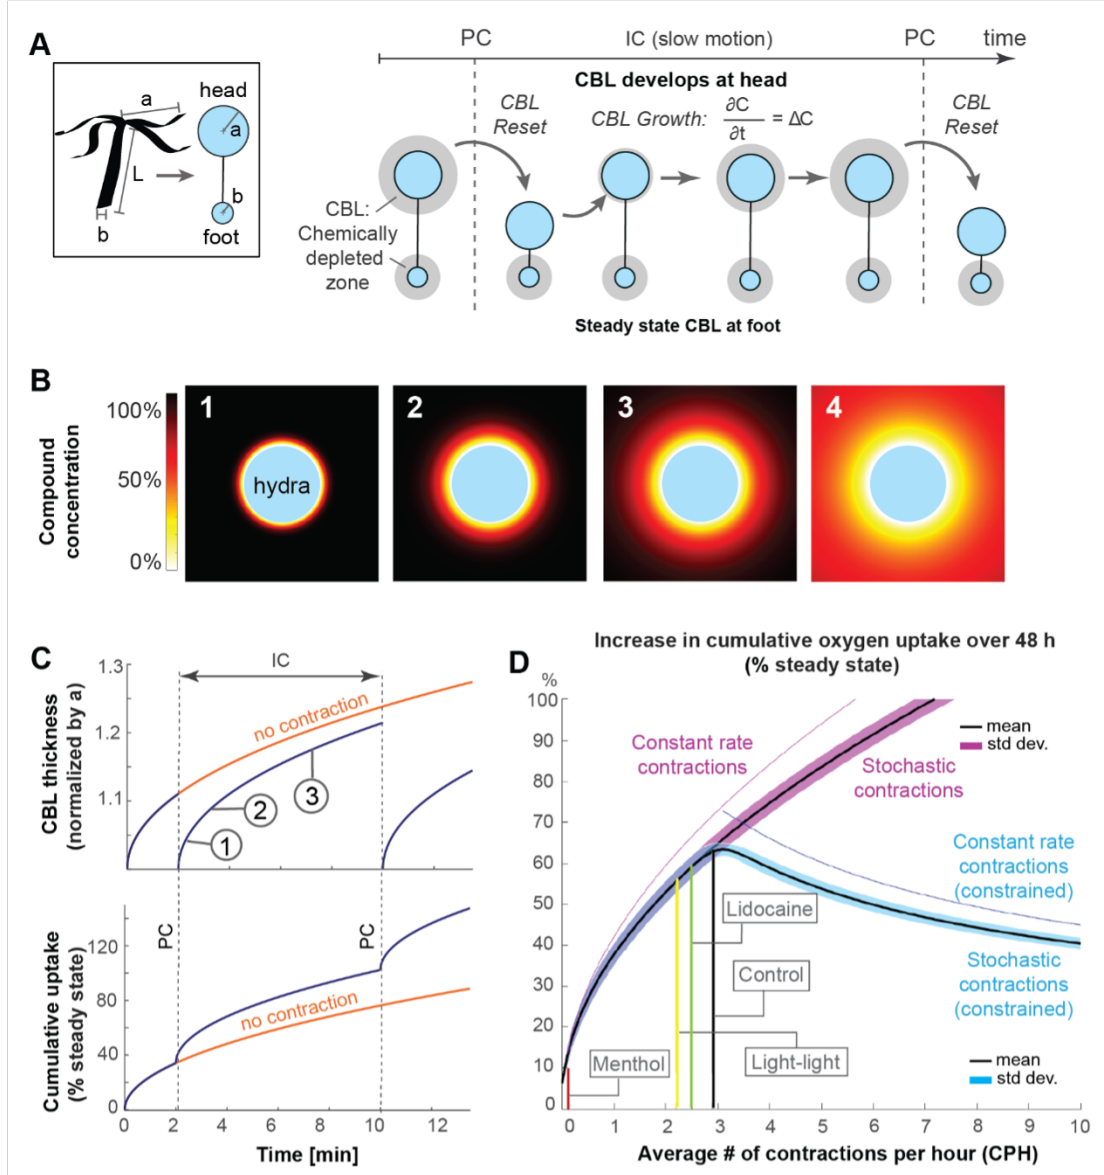 A
a
L
b
head
a
b
foot
PC
IC (slow motion)
PC
time
CBL develops at head
CBL
Reset
CBL Growth: ∂C/∂t = ΔC
CBL
Reset
CBL:
Chemically
depleted
zone
Steady state CBL at foot
B
Compound
concentration
100%
50%
0%
1
hydra
2
3
4
C
CBL thickness
(normalized by a)
1.3
1.2
1.1
IC
no contraction
1
2
3
Cumulative uptake
(% steady state)
120
80
40
0
PC
PC
no contraction
0
2
4
6
8
10
12
Time [min]
D
Increase in cumulative oxygen uptake over 48 h
(% steady state)
%
100
90
80
70
60
50
40
30
20
10
0
Constant rate
contractions
Stochastic
contractions
mean
std dev.
Constant rate
contractions
(constrained)
Stochastic
contractions
(constrained)
Lidocaine
Control
Light-light
Menthol
mean
std dev.
0
1
2
3
4
5
6
7
8
9
10
Average # of contractions per hour (CPH)